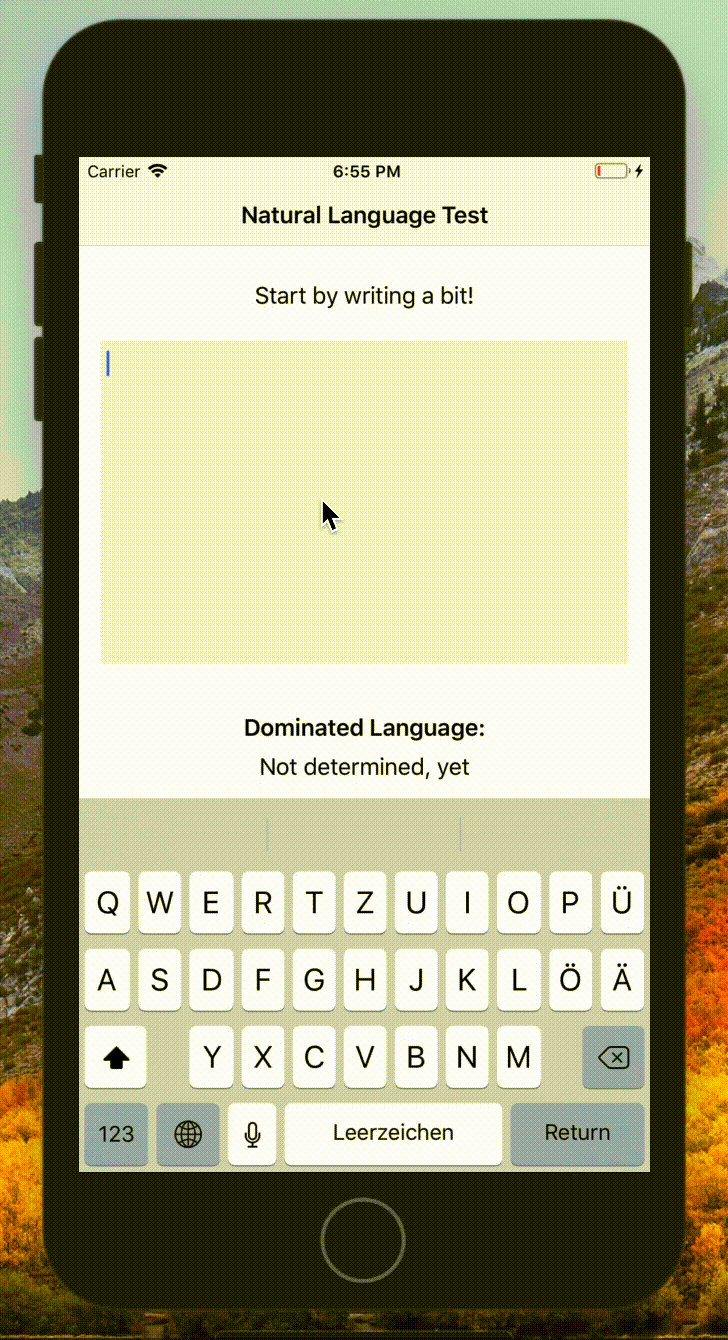 Carrier 6:55 PM
Natural Language Test
Start by writing a bit!
Dominated Language:
Not determined, yet
Q W E R T Z U I O P Ü
A S D F G H J K L Ö Ä
Y X C V B N M
123 Leerzeichen Return